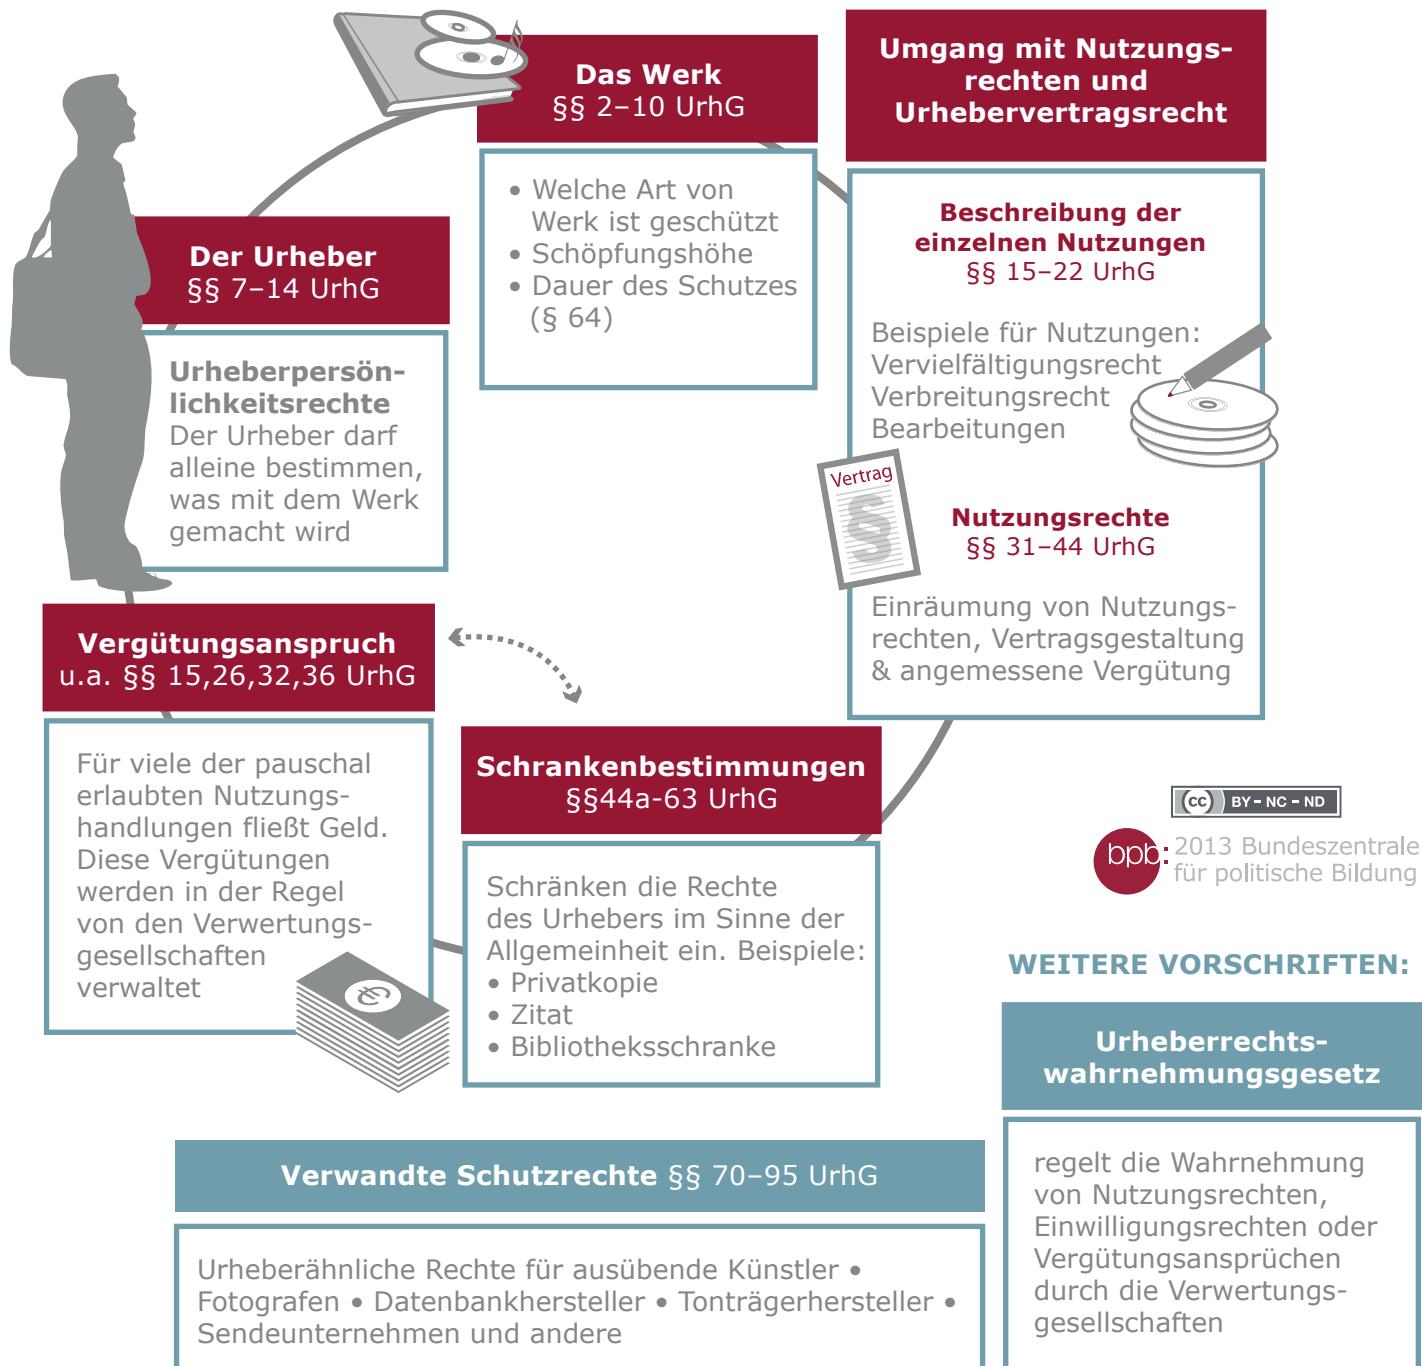 Das Werk
§§ 2–10 UrhG
• Welche Art von
Werk ist geschützt
• Schöpfungshöhe
• Dauer des Schutzes
(§ 64)
Umgang mit Nutzungs-
rechten und
Urhebervertragsrecht
Beschreibung der
einzelnen Nutzungen
§§ 15–22 UrhG
Beispiele für Nutzungen:
Vervielfältigungsrecht
Verbreitungsrecht
Bearbeitungen
Vertrag
§
Nutzungsrechte
§§ 31–44 UrhG
Einräumung von Nutzungs-
rechten, Vertragsgestaltung
& angemessene Vergütung
Der Urheber
§§ 7–14 UrhG
Urheberpersön-
lichkeitsrechte
Der Urheber darf
alleine bestimmen,
was mit dem Werk
gemacht wird
Vergütungsanspruch
u.a. §§ 15,26,32,36 UrhG
Für viele der pauschal
erlaubten Nutzungs-
handlungen fließt Geld.
Diese Vergütungen
werden in der Regel
von den Verwertungs-
gesellschaften
verwaltet
€
Schrankenbestimmungen
§§44a-63 UrhG
Schränken die Rechte
des Urhebers im Sinne der
Allgemeinheit ein. Beispiele:
• Privatkopie
• Zitat
• Bibliotheksschranke
cc BY – NC – ND
bpb: 2013 Bundeszentrale
für politische Bildung
WEITERE VORSCHRIFTEN:
Urheberrechts-
wahrnehmungsgesetz
regelt die Wahrnehmung
von Nutzungsrechten,
Einwilligungsrechten oder
Vergütungsansprüchen
durch die Verwertungs-
gesellschaften
Verwandte Schutzrechte §§ 70–95 UrhG
Urheberähnliche Rechte für ausübende Künstler •
Fotografen • Datenbankhersteller • Tonträgerhersteller •
Sendeunternehmen und andere